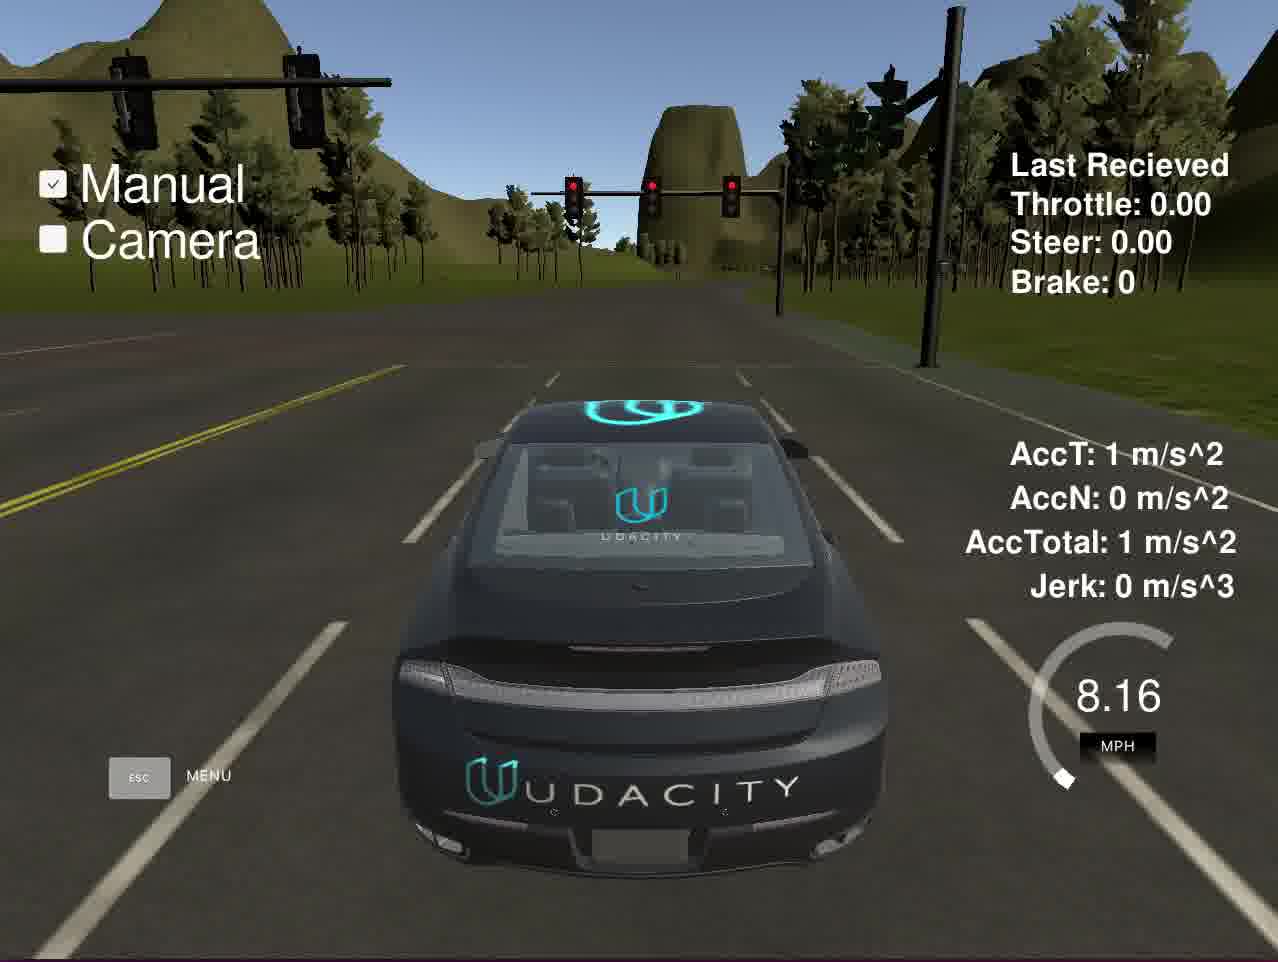 Manual
Camera
Last Recieved
Throttle: 0.00
Steer: 0.00
Brake: 0
AccT: 1 m/s^2
AccN: 0 m/s^2
AccTotal: 1 m/s^2
Jerk: 0 m/s^3
UDACITY
8.16
MPH
ESC MENU
UDACITY